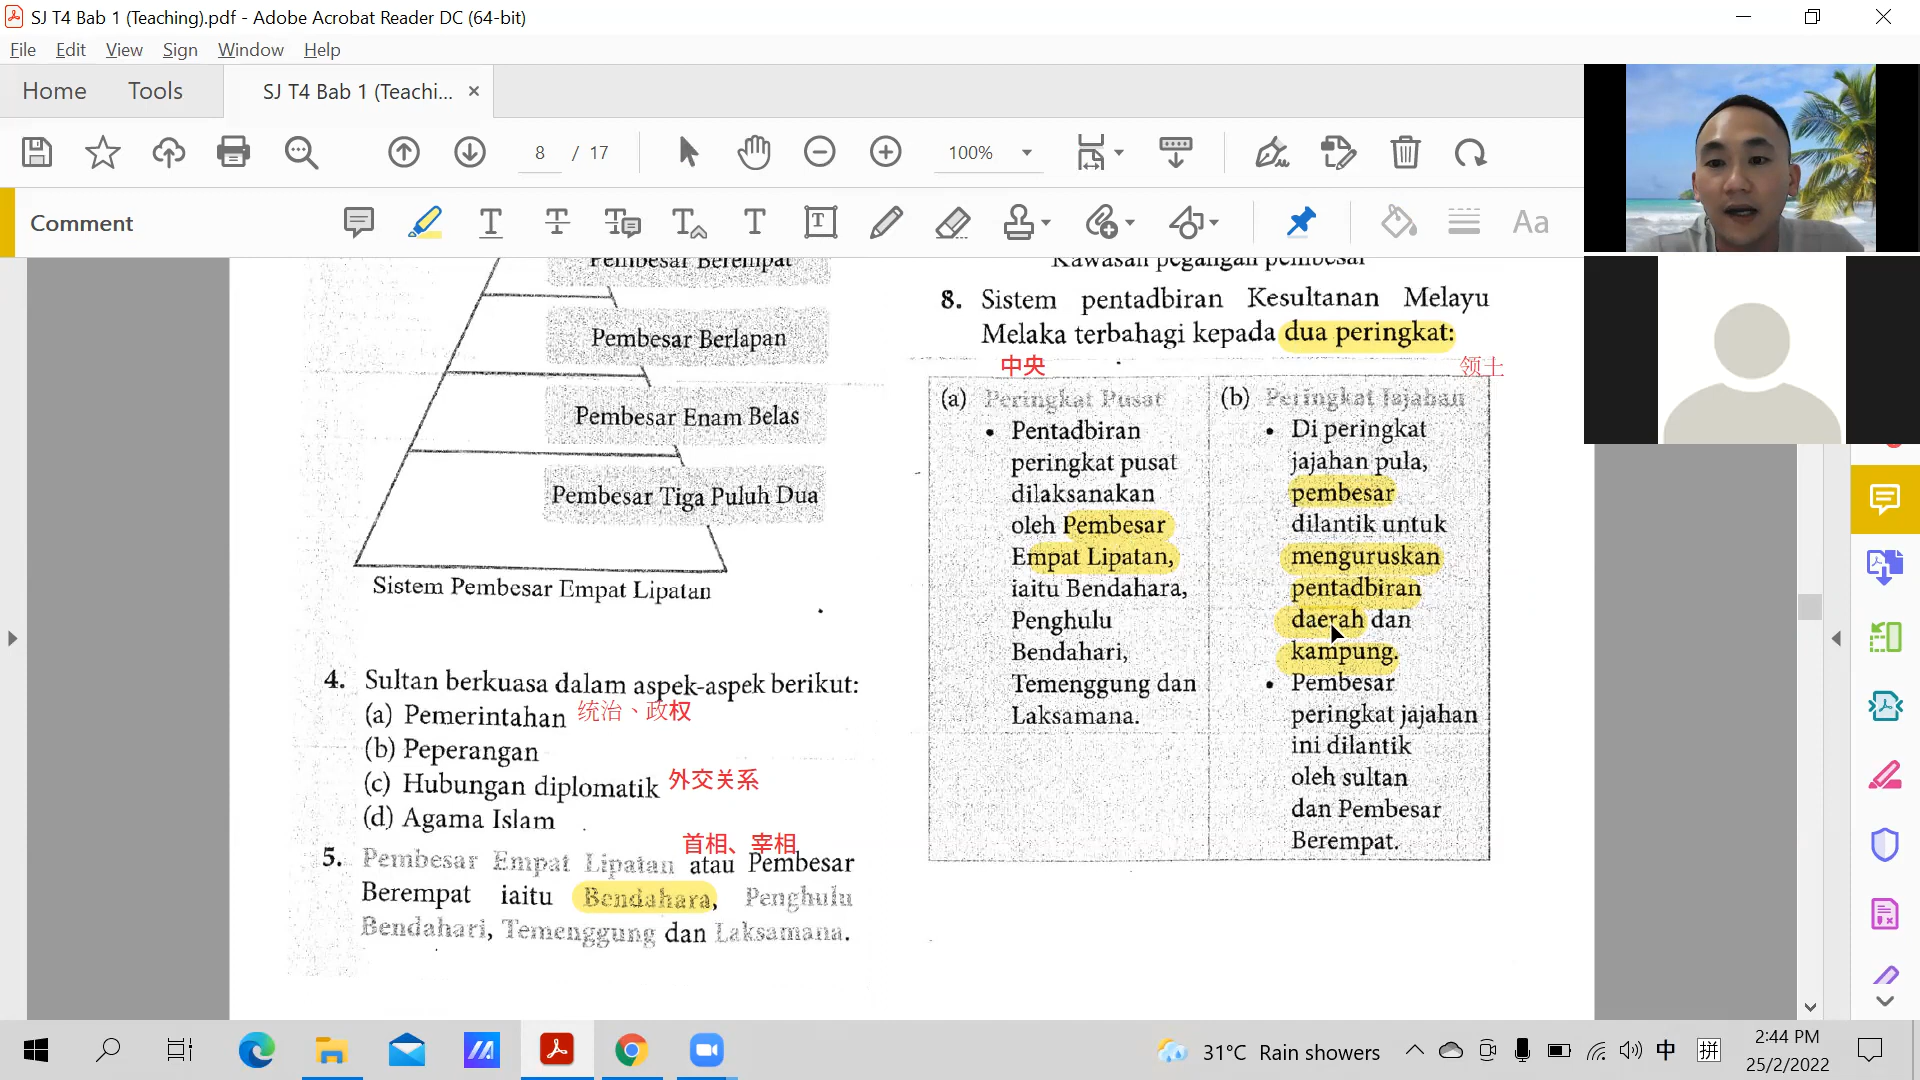 SJ T4 Bab 1 (Teaching).pdf - Adobe Acrobat Reader DC (64-bit)
File Edit View Sign Window Help
Home Tools SJ T4 Bab 1 (Teachi... ×
8 / 17 100%
Comment
Aa
Pembesar Berempat
Pembesar Berlapan
Pembesar Enam Belas
Pembesar Tiga Puluh Dua
Sistem Pembesar Empat Lipatan
4. Sultan berkuasa dalam aspek-aspek berikut:
(a) Pemerintahan 统治、政权
(b) Peperangan
(c) Hubungan diplomatik 外交关系
(d) Agama Islam
首相、宰相
5. Pembesar Empat Lipatan atau Pembesar
Berempat iaitu Bendahara, Penghulu
Bendahari, Temenggung dan Laksamana.
Kawasan pegangan pembesar
8. Sistem pentadbiran Kesultanan Melayu
Melaka terbahagi kepada dua peringkat:
中央
(a) Peringkat Pusat
• Pentadbiran
peringkat pusat
dilaksanakan
oleh Pembesar
Empat Lipatan,
iaitu Bendahara,
Penghulu
Bendahari,
Temenggung dan
Laksamana.
领土
(b) Peringkat Jajahan
• Di peringkat
jajahan pula,
pembesar
dilantik untuk
menguruskan
pentadbiran
daerah dan
kampung.
• Pembesar
peringkat jajahan
ini dilantik
oleh sultan
dan Pembesar
Berempat.
31°C Rain showers
中
拼
2:44 PM
25/2/2022